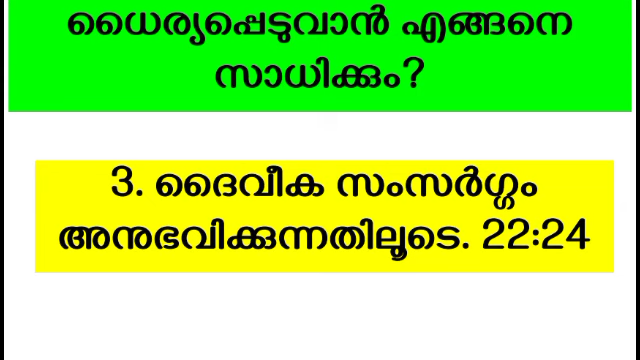 ധൈര്യപ്പെടുവാൻ എങ്ങനെ
സാധിക്കും?
3. ദൈവീക സംസർഗ്ഗം
അനുഭവിക്കുന്നതിലൂടെ. 22:24